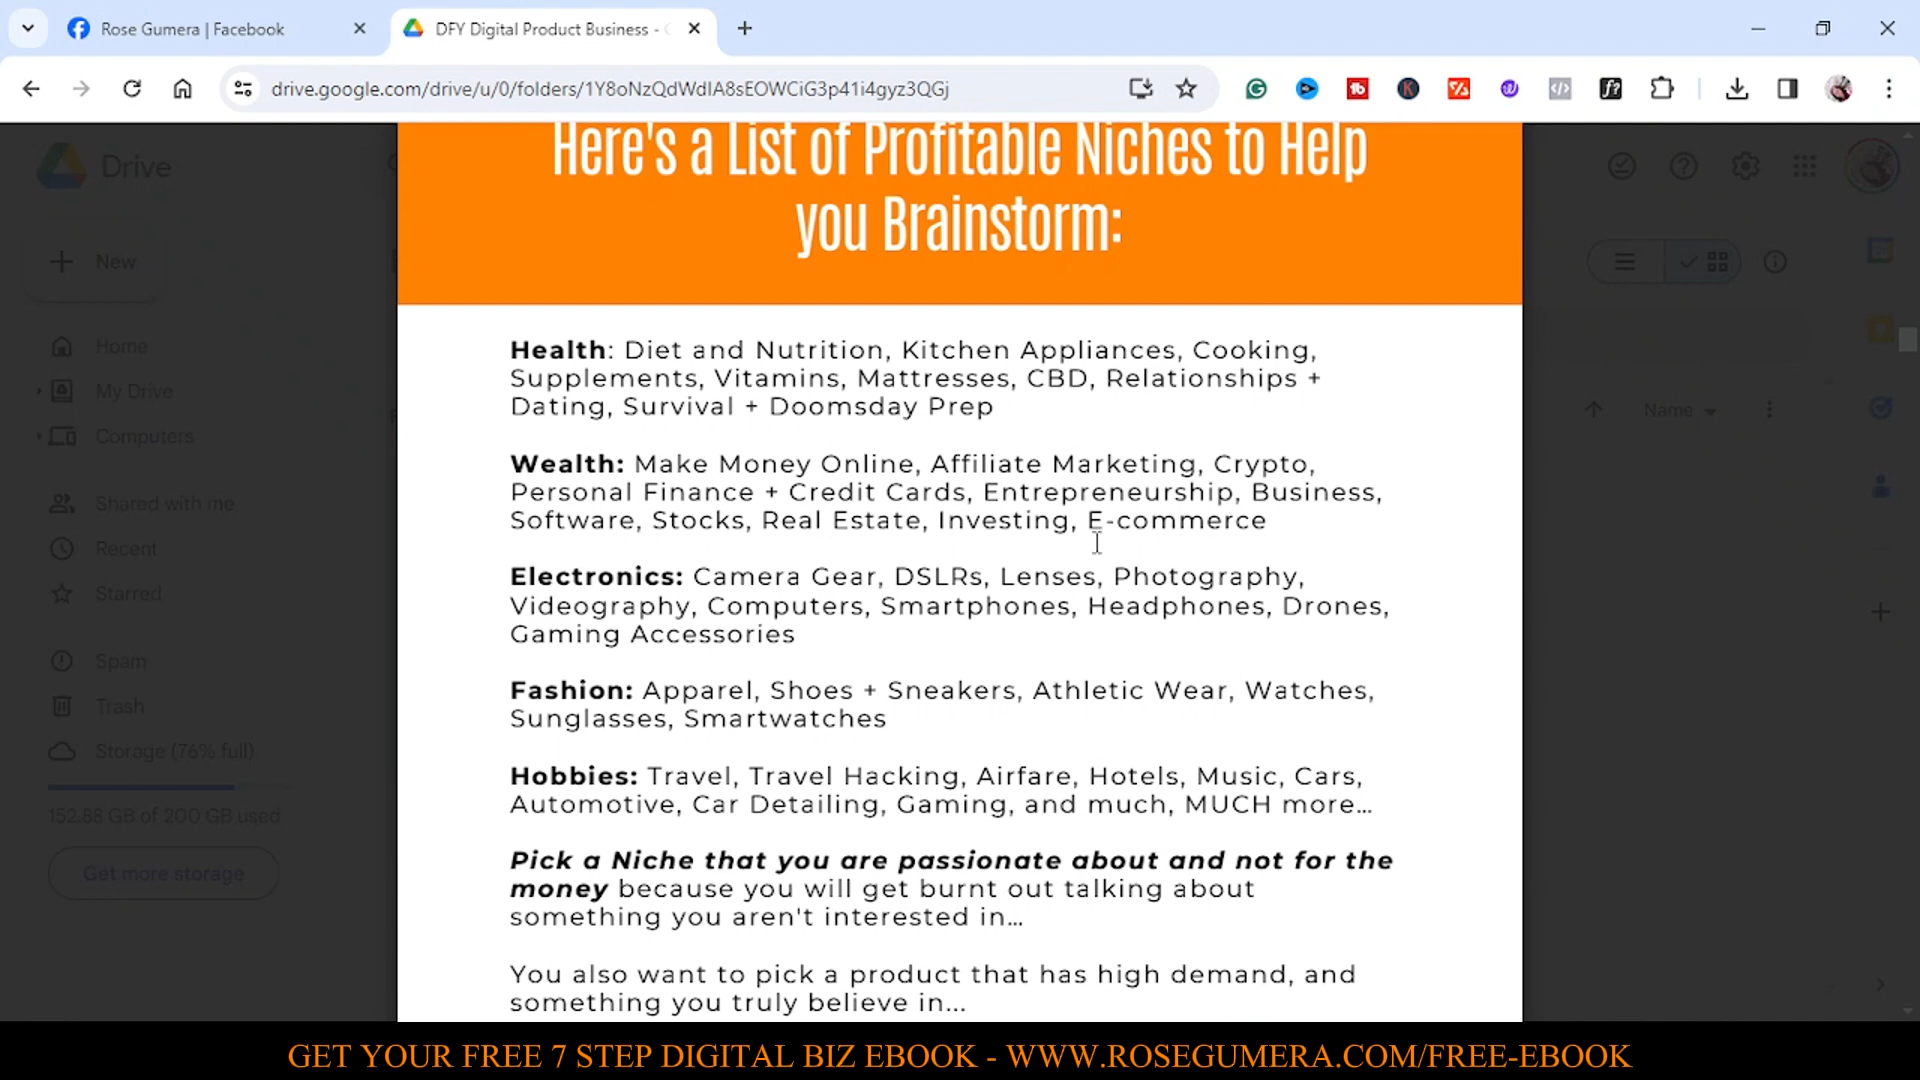 Rose Gumera | Facebook
DFY Digital Product Business -
drive.google.com/drive/u/0/folders/1Y8oNzQdWdIA8sEOWCiG3p41i4gyz3QGj
Drive
New
Home
My Drive
Computers
Shared with me
Recent
Starred
Spam
Trash
Storage (76% full)
152.88 GB of 200 GB used
Get more storage
Name
Here's a List of Profitable Niches to Help
you Brainstorm:
Health: Diet and Nutrition, Kitchen Appliances, Cooking,
Supplements, Vitamins, Mattresses, CBD, Relationships +
Dating, Survival + Doomsday Prep
Wealth: Make Money Online, Affiliate Marketing, Crypto,
Personal Finance + Credit Cards, Entrepreneurship, Business,
Software, Stocks, Real Estate, Investing, E-commerce
Electronics: Camera Gear, DSLRs, Lenses, Photography,
Videography, Computers, Smartphones, Headphones, Drones,
Gaming Accessories
Fashion: Apparel, Shoes + Sneakers, Athletic Wear, Watches,
Sunglasses, Smartwatches
Hobbies: Travel, Travel Hacking, Airfare, Hotels, Music, Cars,
Automotive, Car Detailing, Gaming, and much, MUCH more...
Pick a Niche that you are passionate about and not for the
money because you will get burnt out talking about
something you aren't interested in...
You also want to pick a product that has high demand, and
something you truly believe in...
GET YOUR FREE 7 STEP DIGITAL BIZ EBOOK - WWW.ROSEGUMERA.COM/FREE-EBOOK